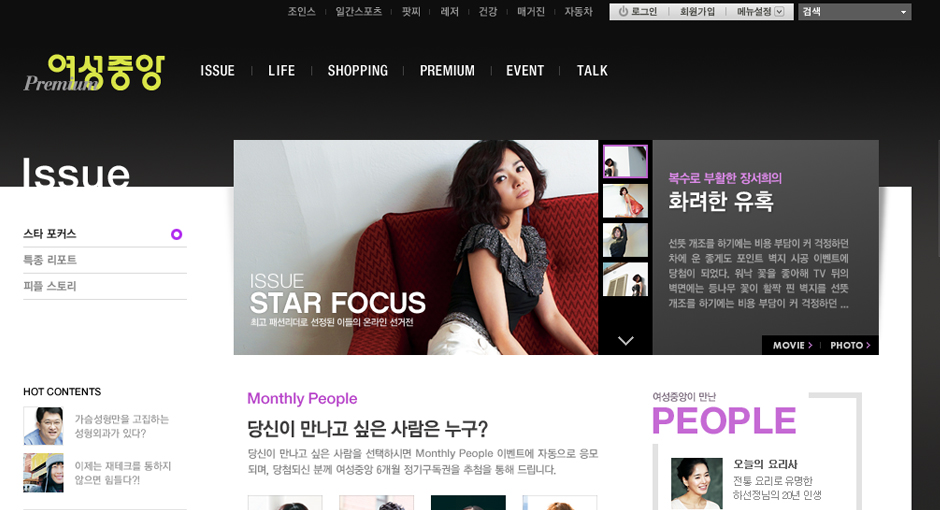 조인스 일간스포츠 팟찌 레저 건강 매거진 자동차 로그인 회원가입 메뉴설정 검색
여성중앙
Premium
ISSUE LIFE SHOPPING PREMIUM EVENT TALK
Issue
스타 포커스
특종 리포트
피플 스토리
ISSUE
STAR FOCUS
최고 패션리더로 선정된 이들의 온라인 선거전
복수로 부활한 장서희의
화려한 유혹
선뜻 개조를 하기에는 비용 부담이 커 걱정하던
차에 운 좋게도 포인트 벽지 시공 이벤트에
당첨이 되었다. 워낙 꽃을 좋아해 TV 뒤의
벽면에는 등나무 꽃이 활짝 핀 벽지를 선뜻
개조를 하기에는 비용 부담이 커 걱정하던 ...
MOVIE PHOTO
HOT CONTENTS
가슴성형만을 고집하는
성형외과가 있다?
이제는 재테크를 통하지
않으면 힘들다?!
Monthly People
당신이 만나고 싶은 사람은 누구?
당신이 만나고 싶은 사람을 선택하시면 Monthly People 이벤트에 자동으로 응모
되며, 당첨되신 분께 여성중앙 6개월 정기구독권을 추첨을 통해 드립니다.
여성중앙이 만난
PEOPLE
오늘의 요리사
전통 요리로 유명한
하선정님의 20년 인생